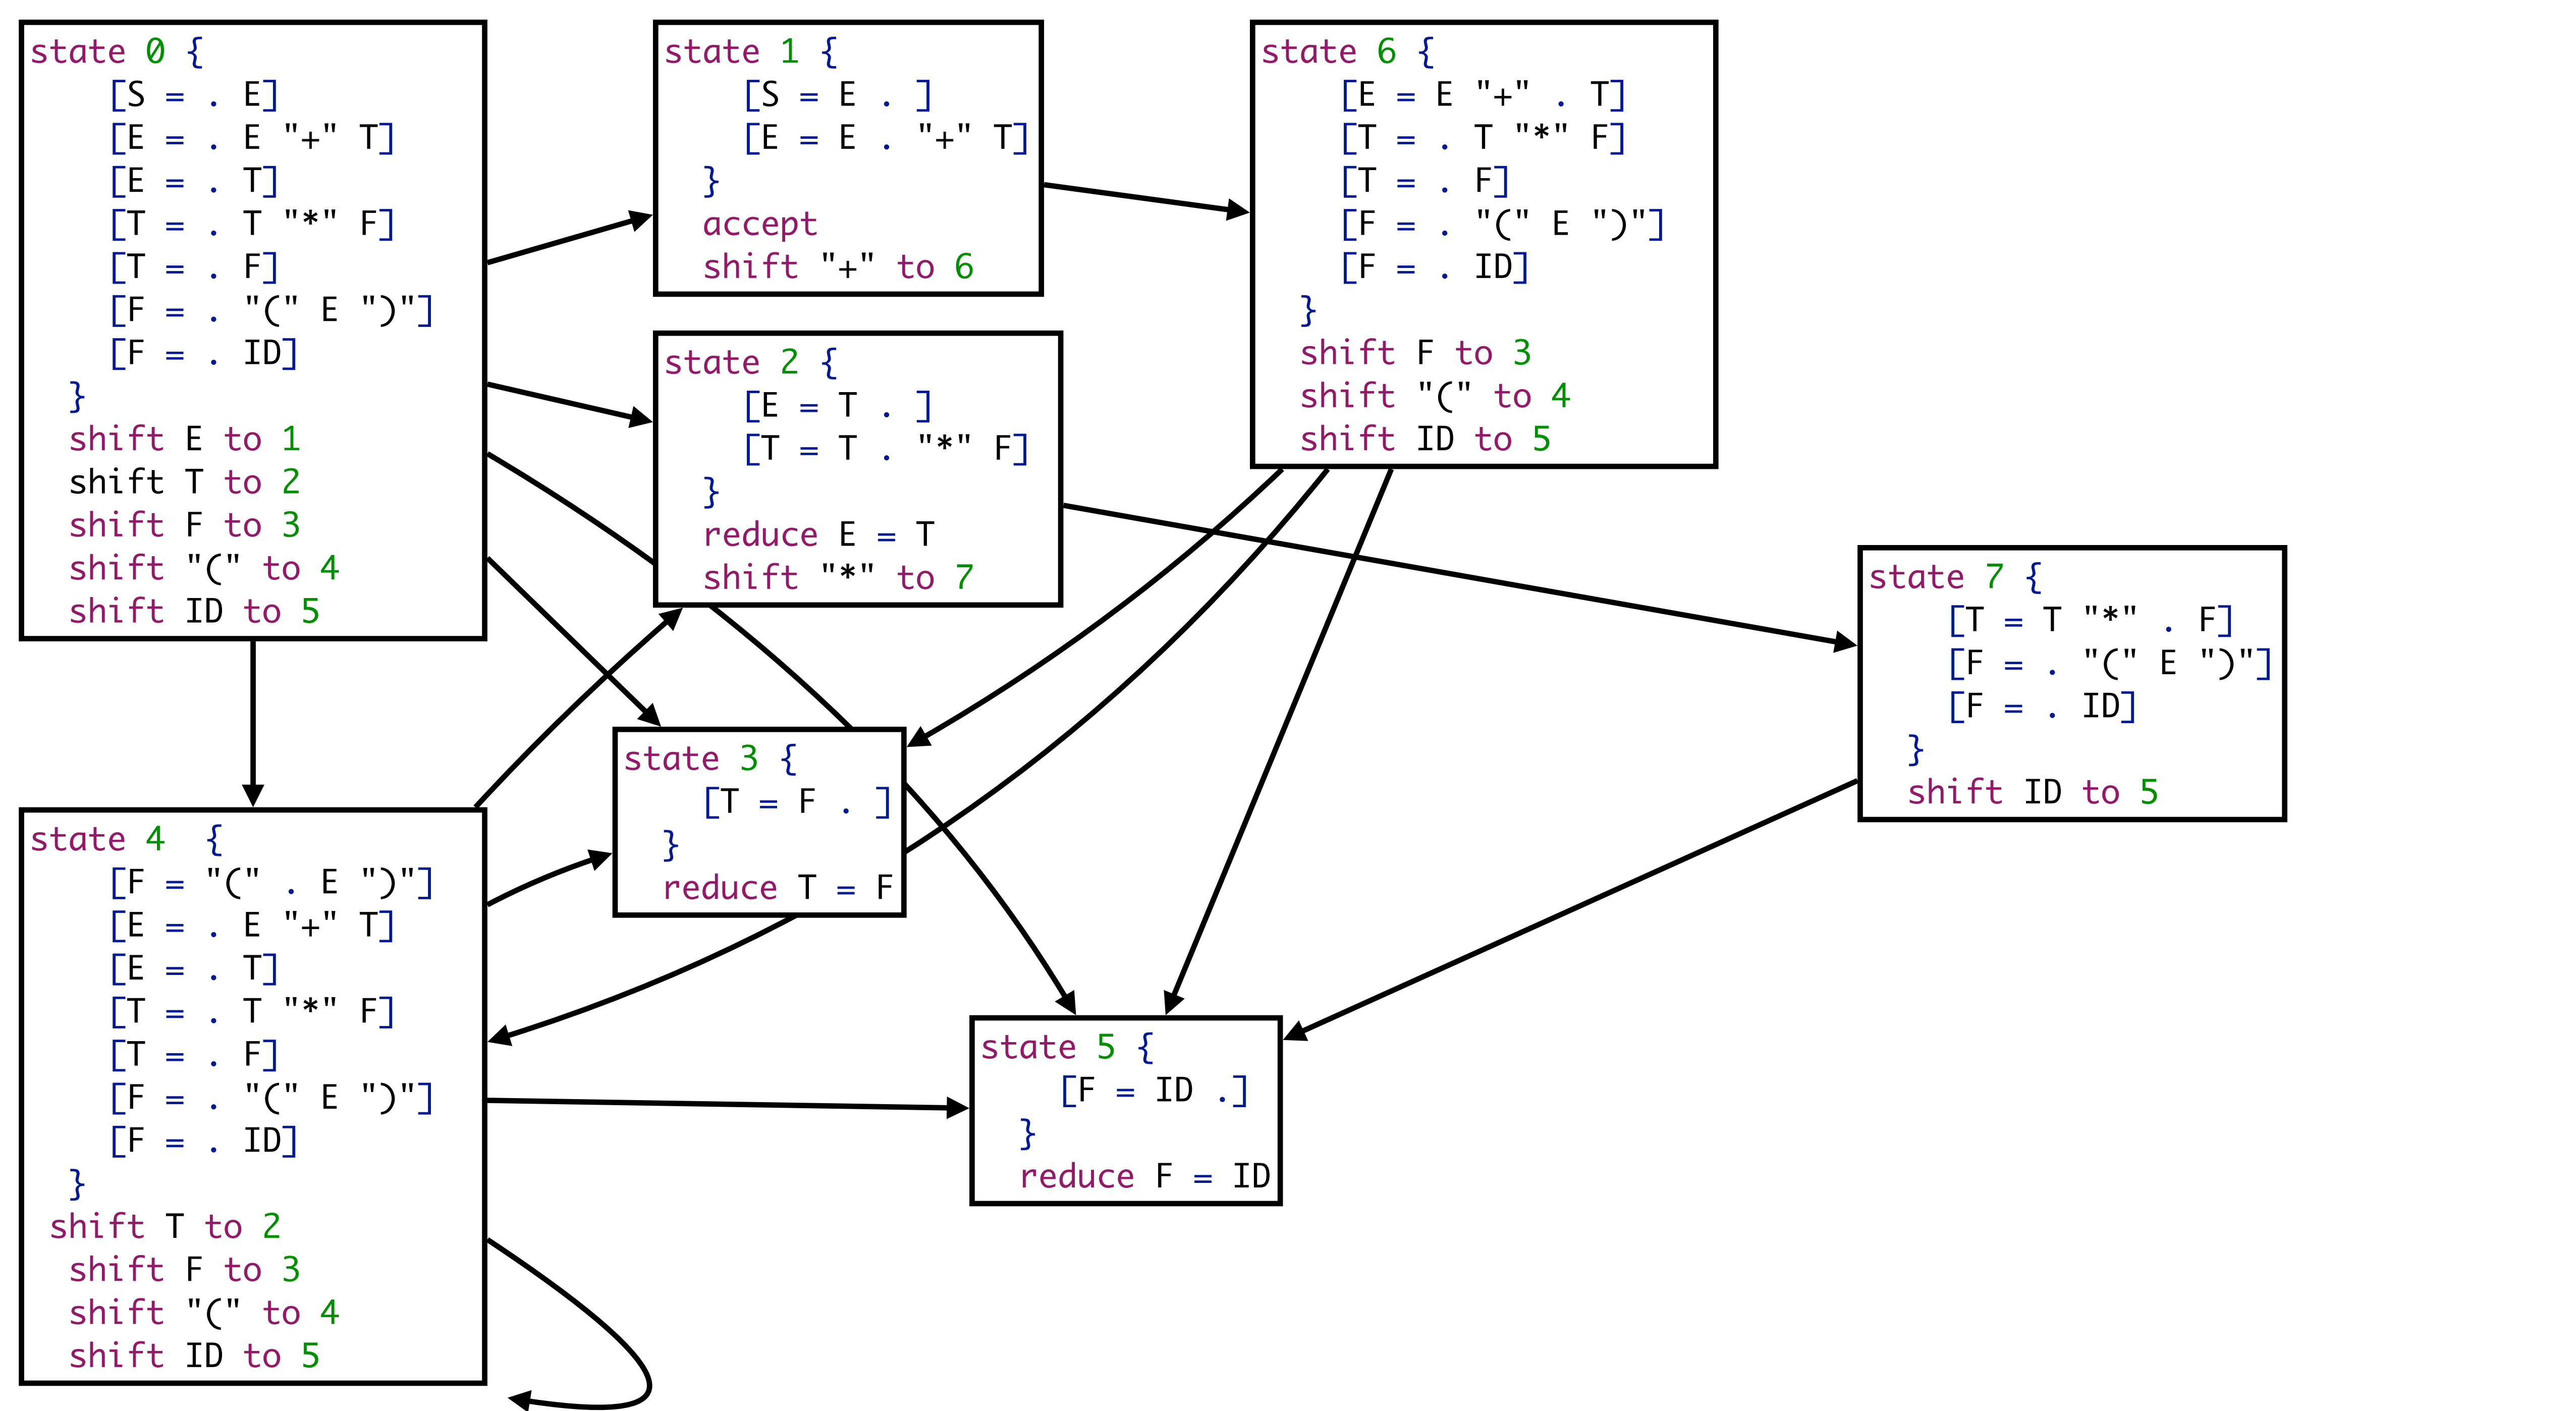 state 0 {
[S = . E]
[E = . E "+" T]
[E = . T]
[T = . T "*" F]
[T = . F]
[F = . "(" E ")"]
[F = . ID]
}
shift E to 1
shift T to 2
shift F to 3
shift "(" to 4
shift ID to 5
state 1 {
[S = E . ]
[E = E . "+" T]
}
accept
shift "+" to 6
state 6 {
[E = E "+" . T]
[T = . T "*" F]
[T = . F]
[F = . "(" E ")"]
[F = . ID]
}
shift F to 3
shift "(" to 4
shift ID to 5
state 2 {
[E = T . ]
[T = T . "*" F]
}
reduce E = T
shift "*" to 7
state 7 {
[T = T "*" . F]
[F = . "(" E ")"]
[F = . ID]
}
shift ID to 5
state 3 {
[T = F . ]
}
reduce T = F
state 4 {
[F = "(" . E ")"]
[E = . E "+" T]
[E = . T]
[T = . T "*" F]
[T = . F]
[F = . "(" E ")"]
[F = . ID]
}
shift T to 2
shift F to 3
shift "(" to 4
shift ID to 5
state 5 {
[F = ID .]
}
reduce F = ID